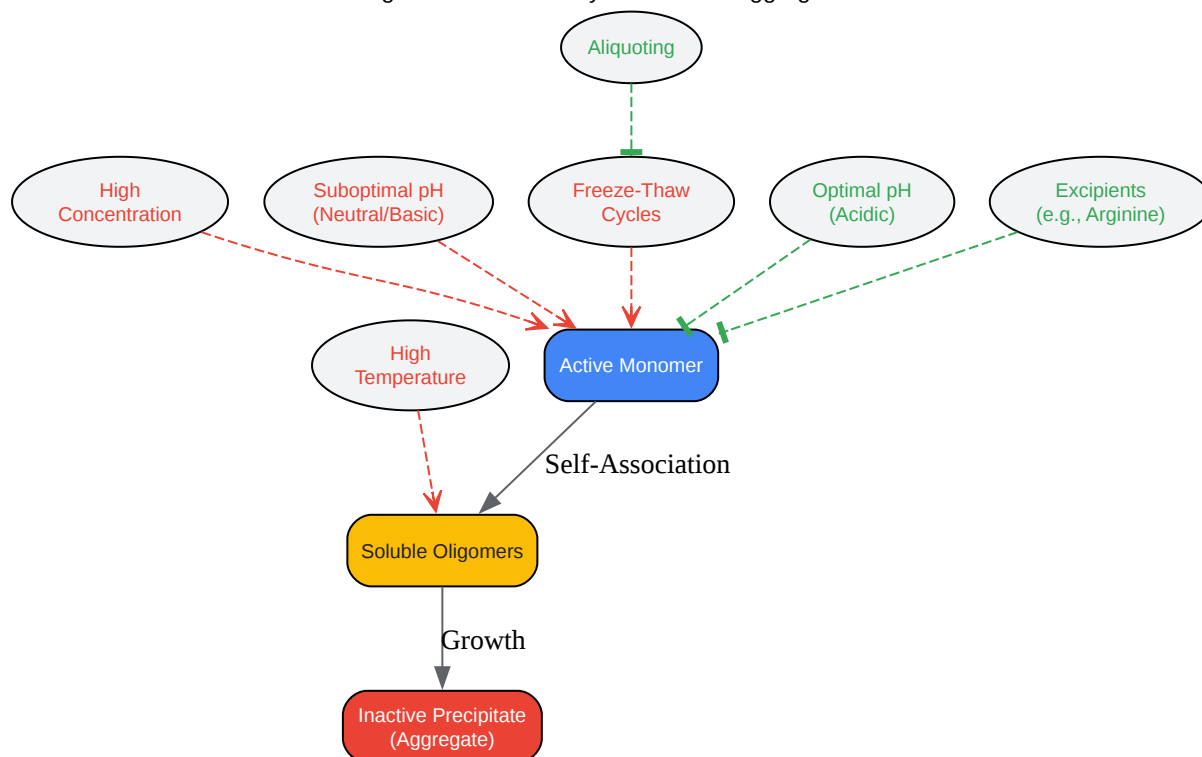 Aliquoting
High
Concentration
Suboptimal pH
(Neutral/Basic)
Freeze-Thaw
Cycles
Optimal pH
(Acidic)
Excipients
(e.g., Arginine)
High
Temperature
Active Monomer
Self-Association
Soluble Oligomers
Growth
Inactive Precipitate
(Aggregate)